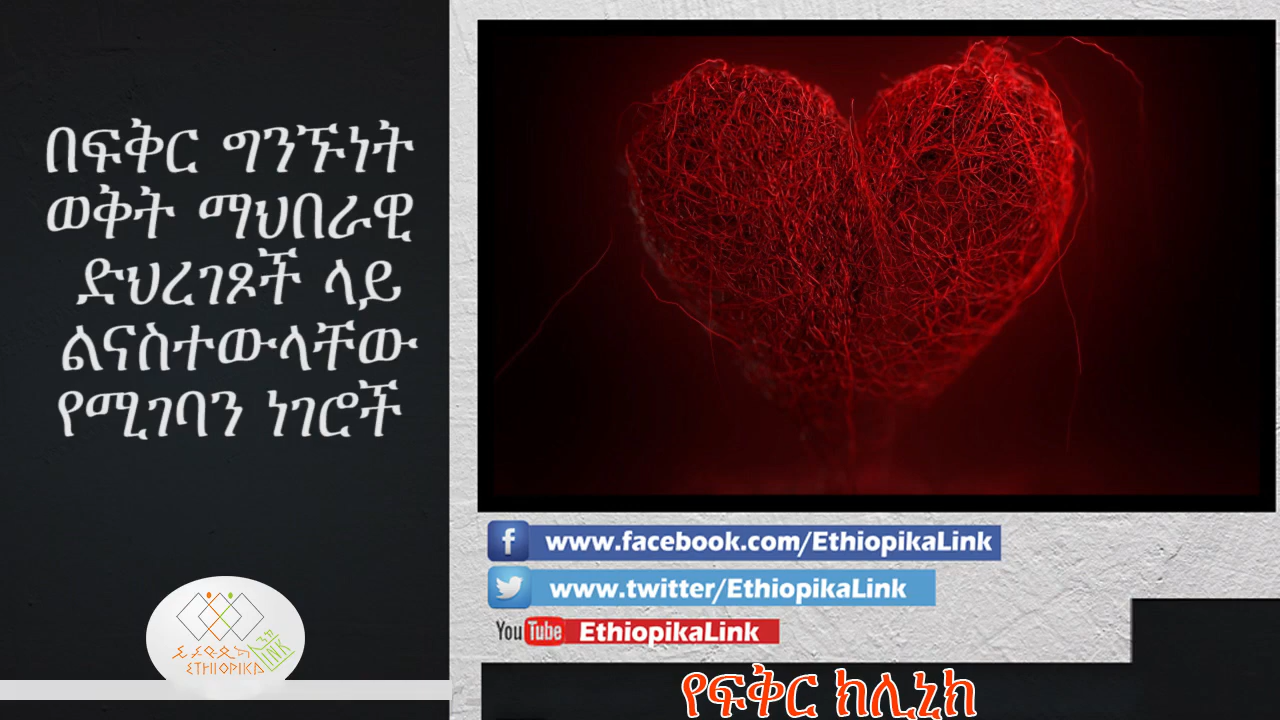 በፍቅር ግንኙነት
ወቅት ማህበራዊ
ድህረገጾች ላይ
ልናስተውላቸው
የሚገባን ነገሮች
www.facebook.com/EthiopikaLink
www.twitter/EthiopikaLink
YouTube EthiopikaLink
ETHIOPIKA
LINK
የፍቅር ክሊኒክ